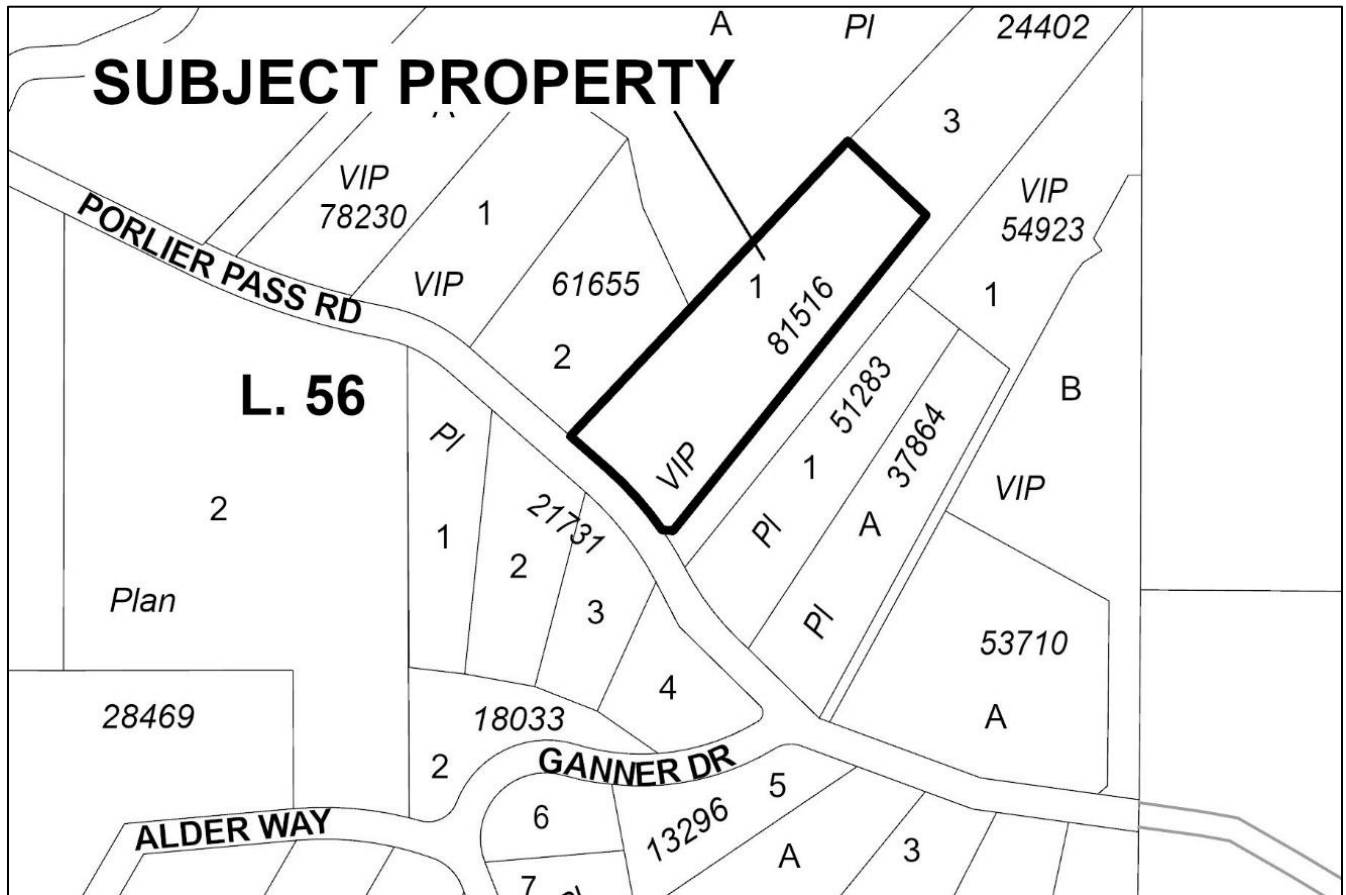 A
Pl
24402
SUBJECT PROPERTY
3
VIP
78230
1
VIP
54923
PORLIER PASS RD
VIP
61655
1
81516
1
2
L. 56
51283
B
Pl
37864
VIP
1
VIP
2
21731
Pl
A
1
2
3
Plan
Pl
53710
4
28469
18033
A
2
GANNER DR
5
6
13296
ALDER WAY
A
3
7